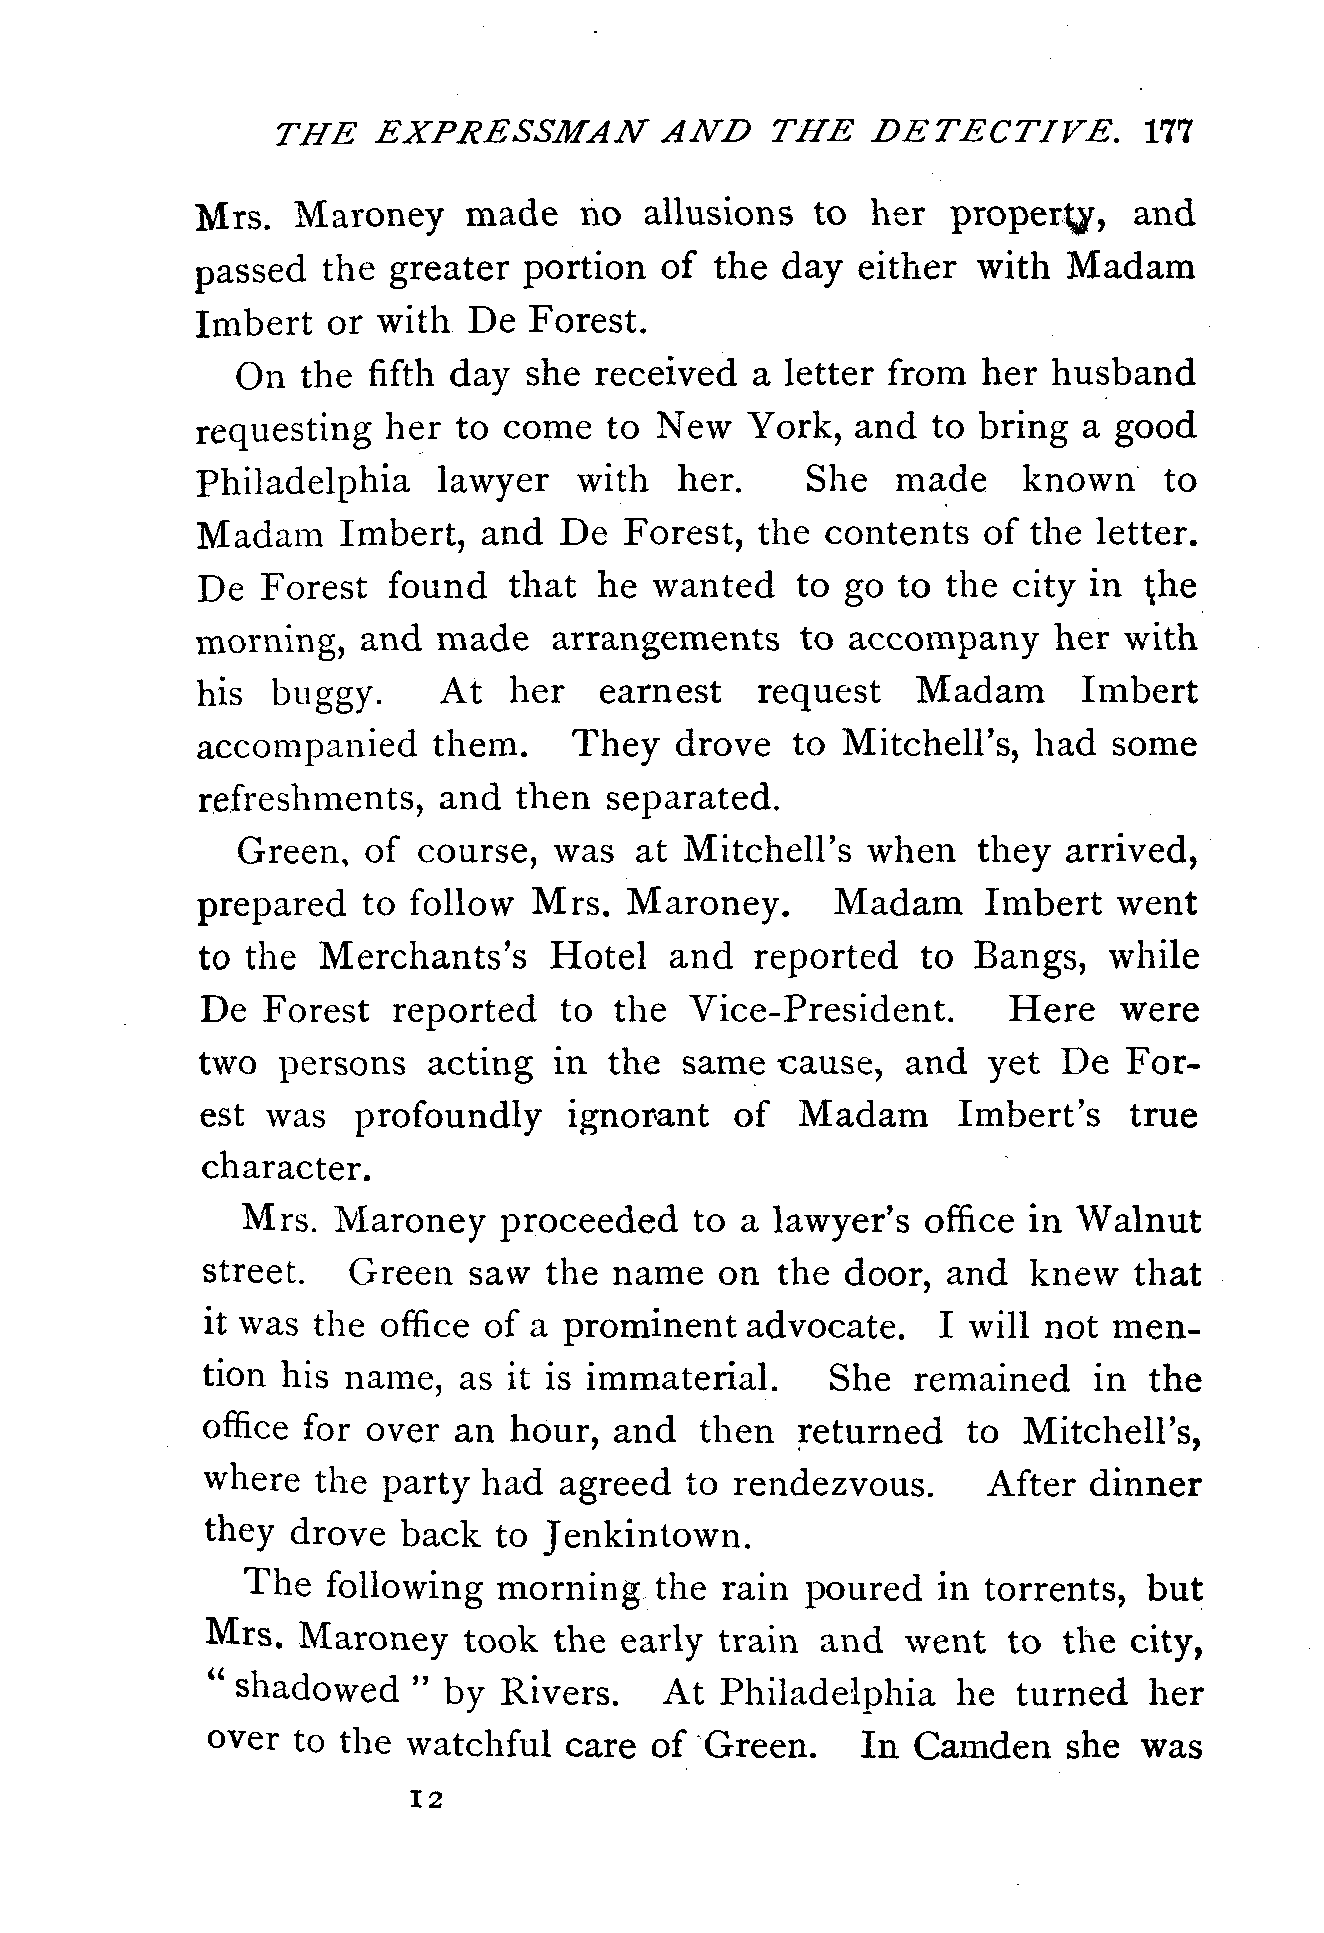 THE EXPRESSMAN AND THE DETECTIVE. 177
Mrs. Maroney made no allusions to her property, and
passed the greater portion of the day either with Madam
Imbert or with De Forest.
On the fifth day she received a letter from her husband
requesting her to come to New York, and to bring a good
Philadelphia lawyer with her. She made known to
Madam Imbert, and De Forest, the contents of the letter.
De Forest found that he wanted to go to the city in the
morning, and made arrangements to accompany her with
his buggy. At her earnest request Madam Imbert
accompanied them. They drove to Mitchell's, had some
refreshments, and then separated.
Green, of course, was at Mitchell's when they arrived,
prepared to follow Mrs. Maroney. Madam Imbert went
to the Merchants's Hotel and reported to Bangs, while
De Forest reported to the Vice-President. Here were
two persons acting in the same cause, and yet De For-
est was profoundly ignorant of Madam Imbert's true
character.
Mrs. Maroney proceeded to a lawyer's office in Walnut
street. Green saw the name on the door, and knew that
it was the office of a prominent advocate. I will not men-
tion his name, as it is immaterial. She remained in the
office for over an hour, and then returned to Mitchell's,
where the party had agreed to rendezvous. After dinner
they drove back to Jenkintown.
The following morning the rain poured in torrents, but
Mrs. Maroney took the early train and went to the city,
"shadowed" by Rivers. At Philadelphia he turned her
over to the watchful care of Green. In Camden she was
12